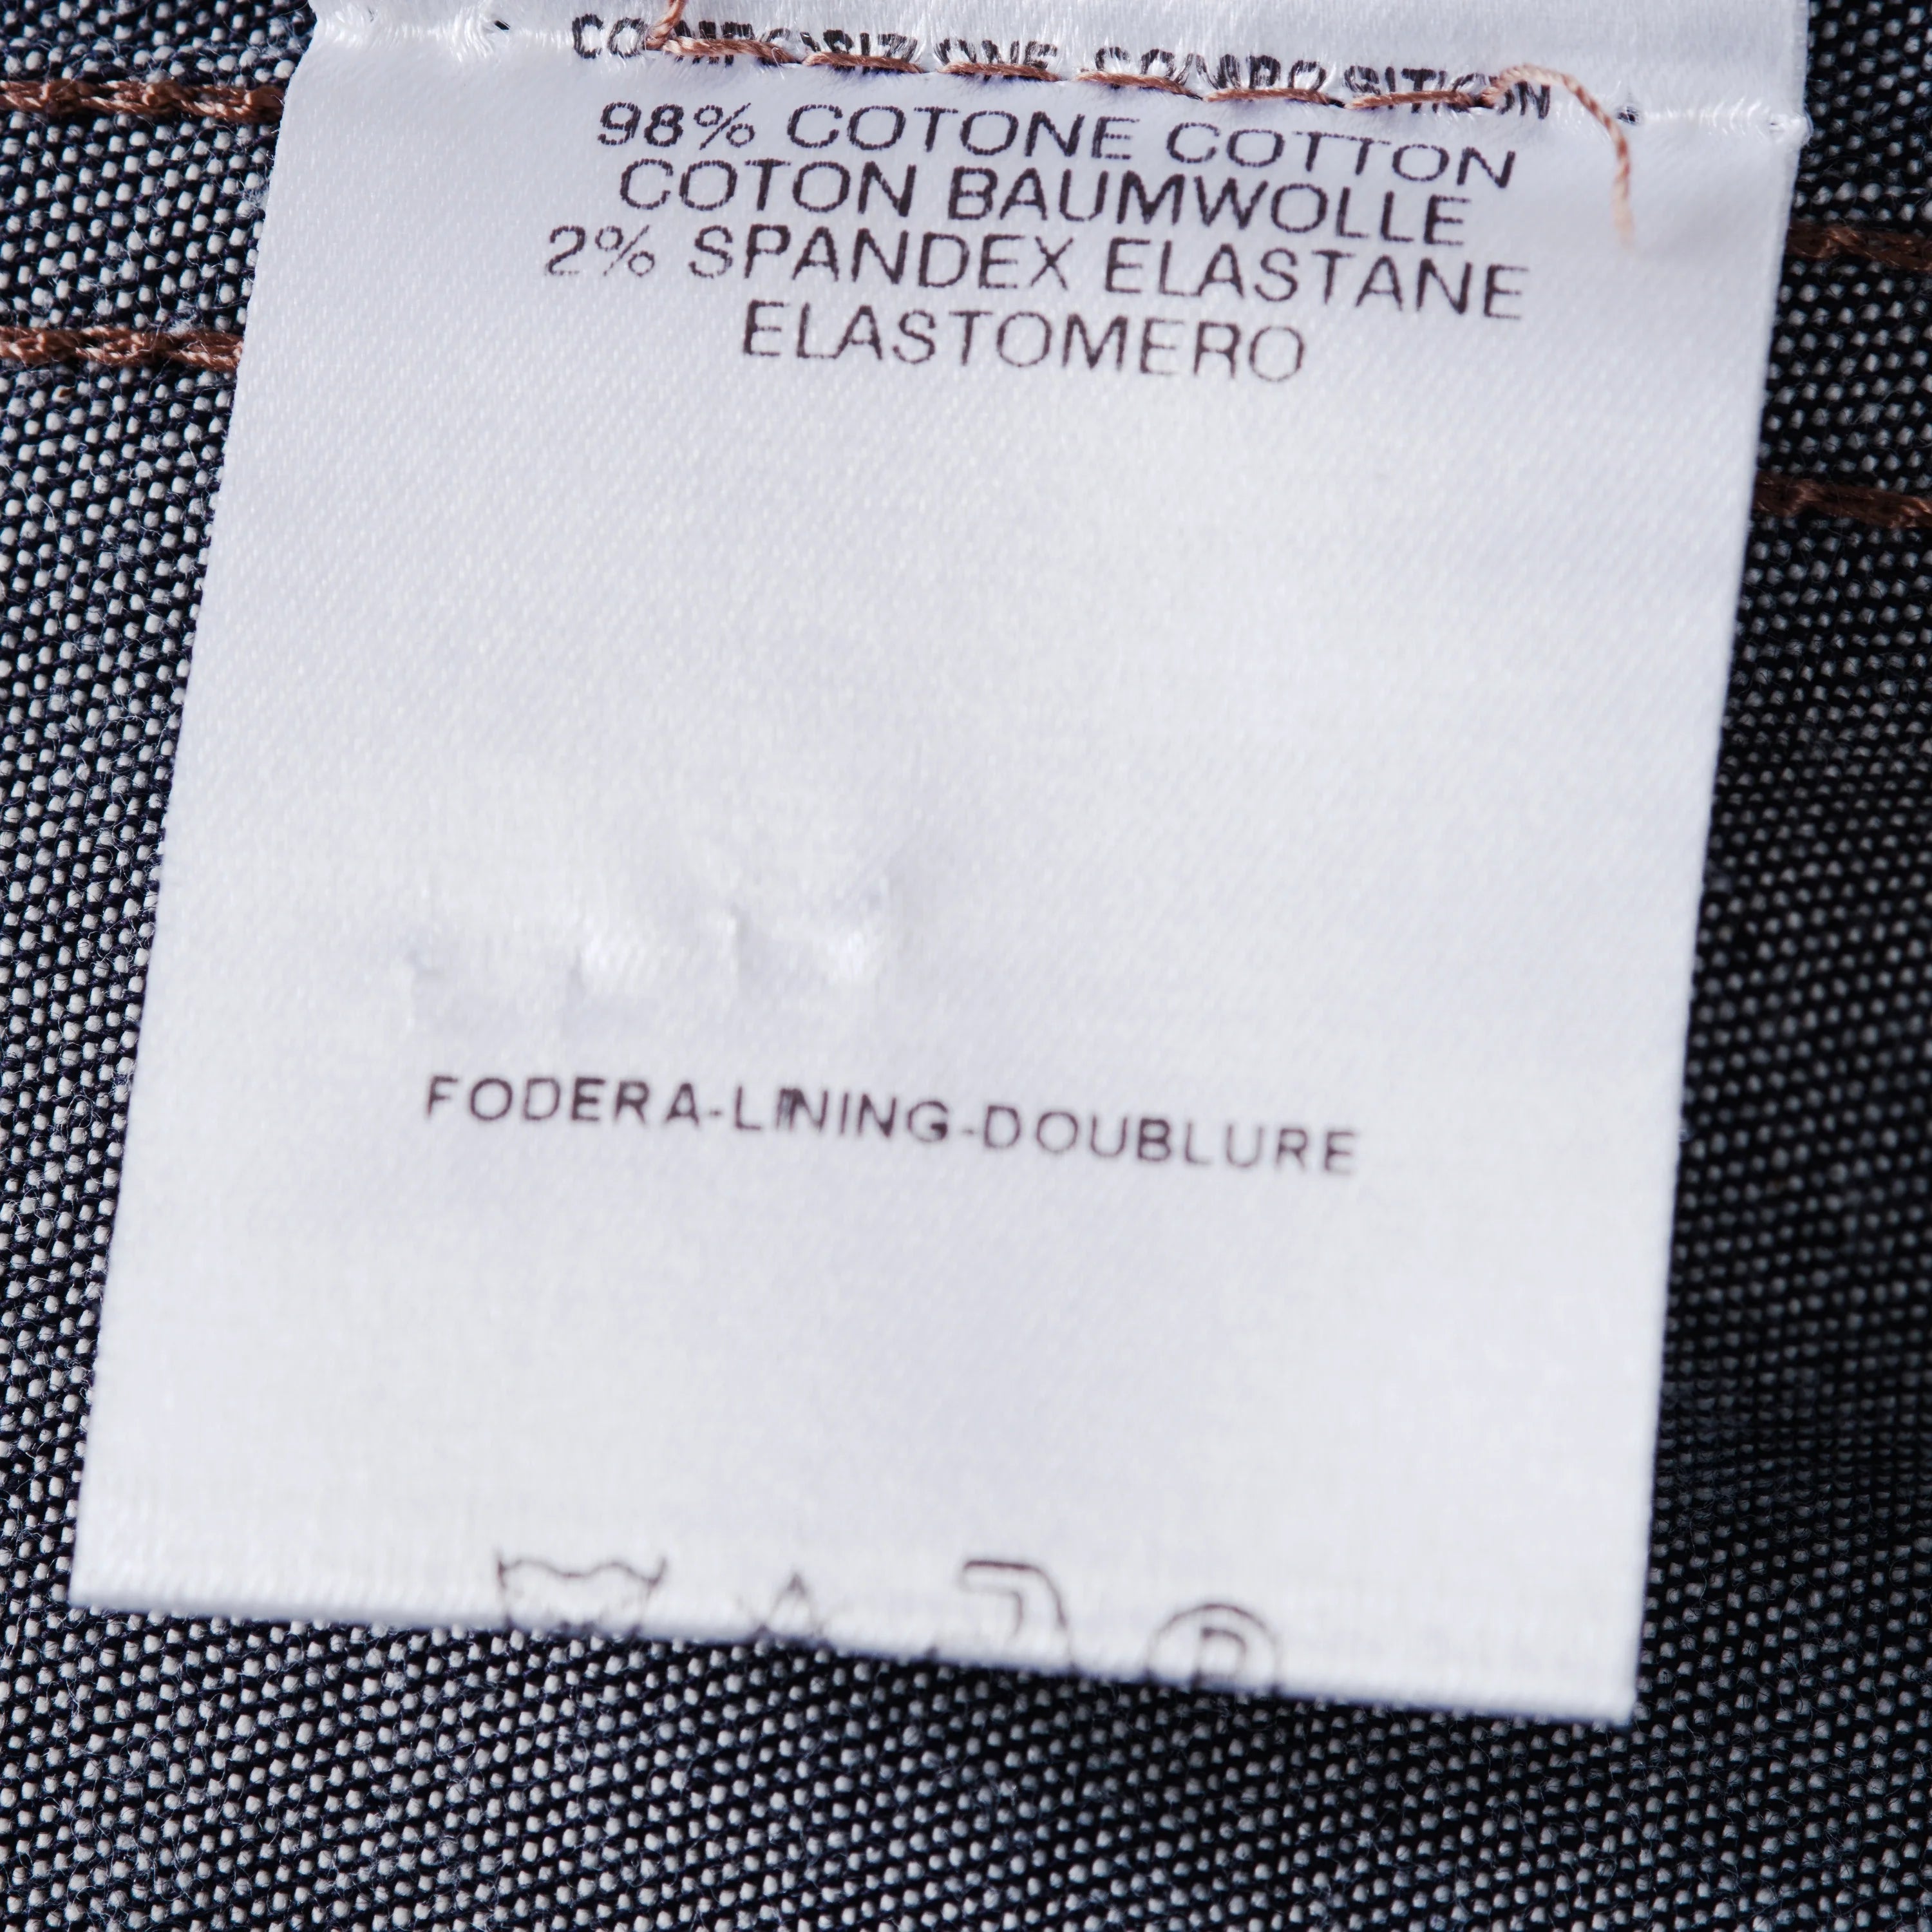 COMPOSIZIONE-COMPOSITION
98% COTONE COTTON
COTON BAUMWOLLE
2% SPANDEX ELASTANE
ELASTOMERO
FODERA-LINING-DOUBLURE
P